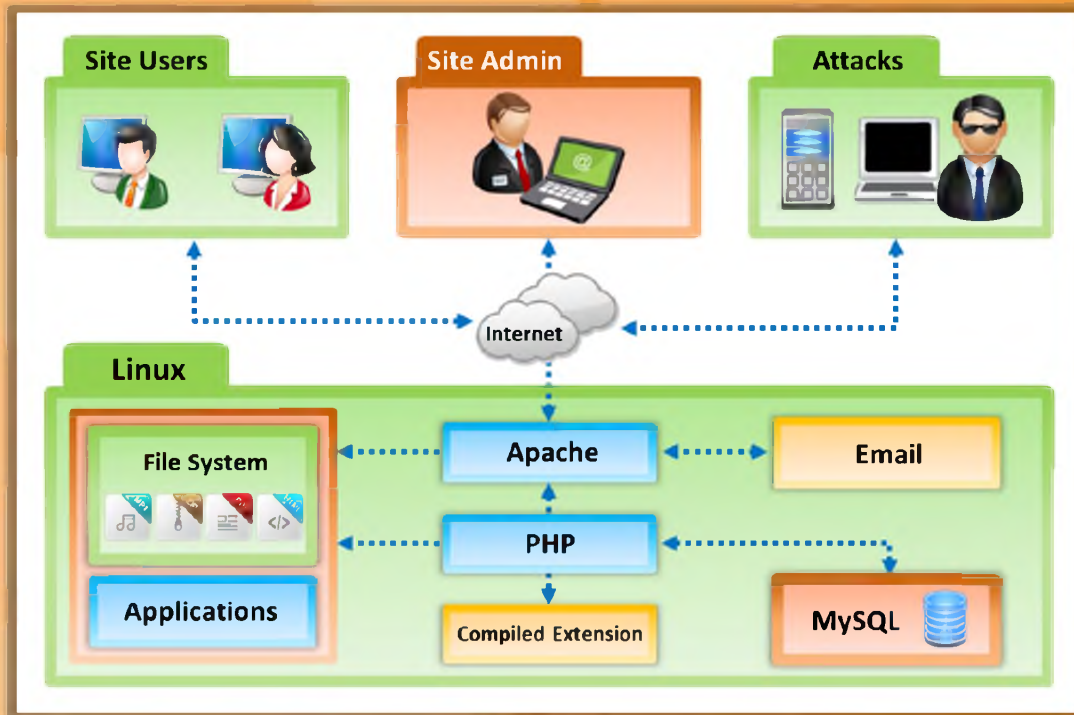 Site Users
Site Admin
Attacks
@
Internet
Linux
File System
Apache
Email
</>
PHP
Applications
Compiled Extension
MySQL